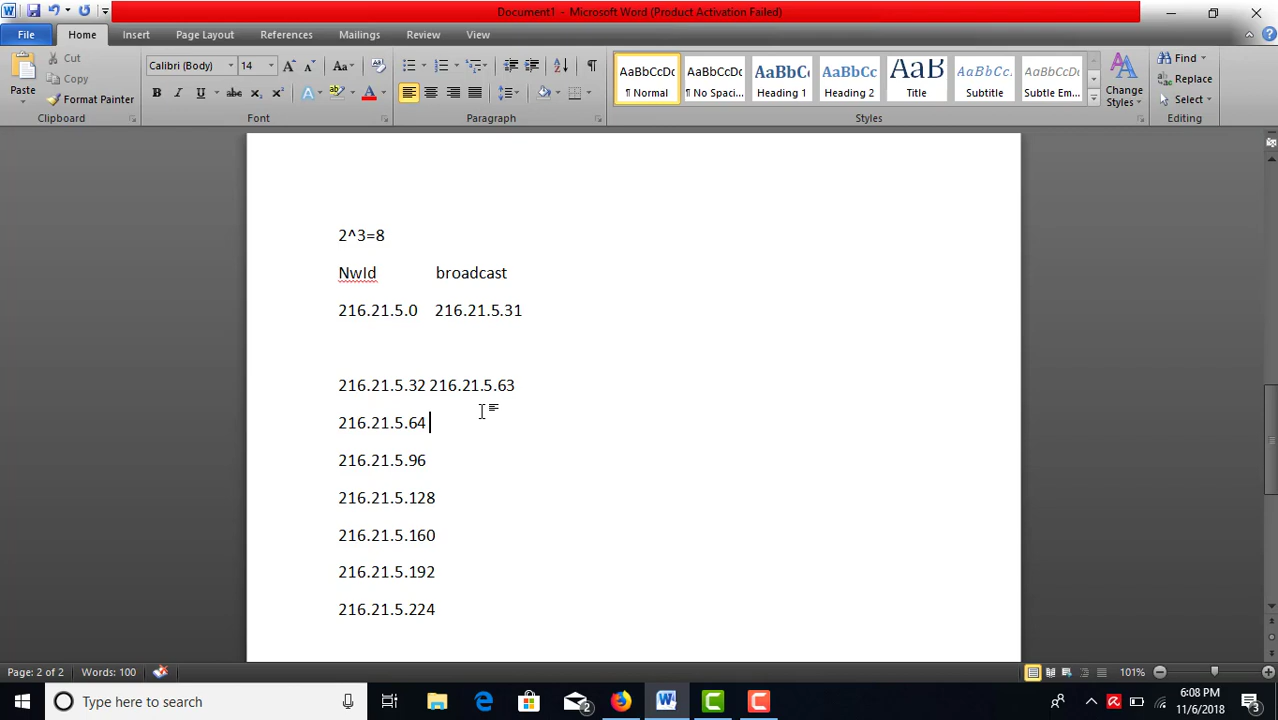 Document1 - Microsoft Word (Product Activation Failed)
File Home Insert Page Layout References Mailings Review View
Paste
Cut
Copy
Format Painter
Clipboard
Calibri (Body) 14
Font
Paragraph
AaBbCcDc AaBbCcDc AaBbCc AaBbCc AaB AaBbCc. AaBbCcDc
¶ Normal ¶ No Spaci... Heading 1 Heading 2 Title Subtitle Subtle Em...
Change
Styles
Styles
Find
Replace
Select
Editing
2^3=8
NwId broadcast
216.21.5.0 216.21.5.31
216.21.5.32 216.21.5.63
216.21.5.64
216.21.5.96
216.21.5.128
216.21.5.160
216.21.5.192
216.21.5.224
Page: 2 of 2 Words: 100 101%
Type here to search
2
6:08 PM
11/6/2018
3